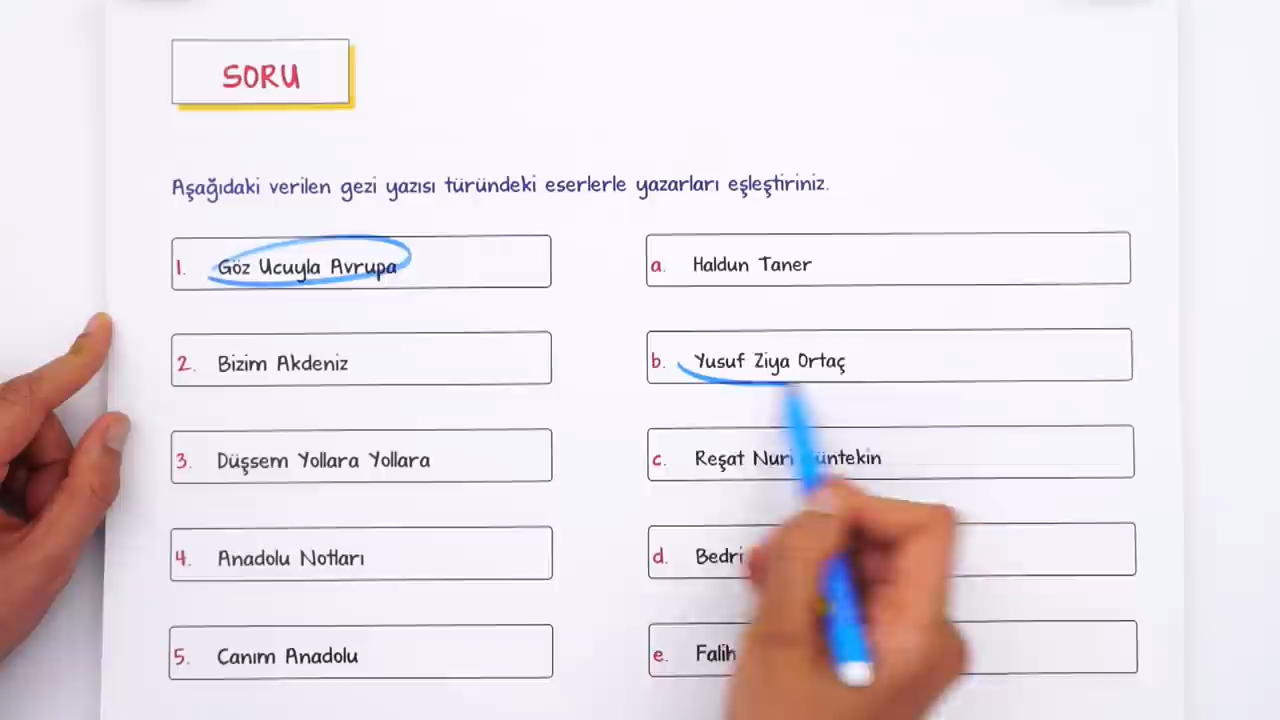 SORU
Aşağıdaki verilen gezi yazısı türündeki eserlerle yazarları eşleştiriniz.
1. Göz Ucuyla Avrupa
a. Haldun Taner
2. Bizim Akdeniz
b. Yusuf Ziya Ortaç
3. Düşsem Yollara Yollara
c. Reşat Nuri
4. Anadolu Notları
d. Bedri
5. Canım Anadolu
e. Falih